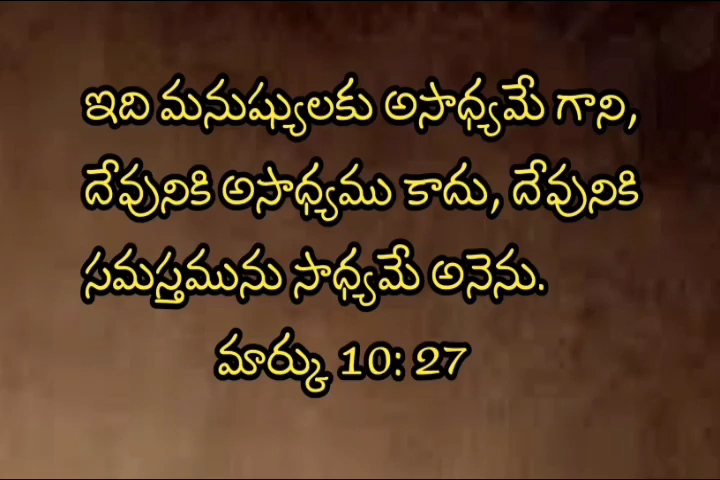 ఇది మనుష్యులకు అసాధ్యమే గాని,
దేవునికి అసాధ్యము కాదు, దేవునికి
సమస్తమును సాధ్యమే అనెను.
మార్కు 10: 27